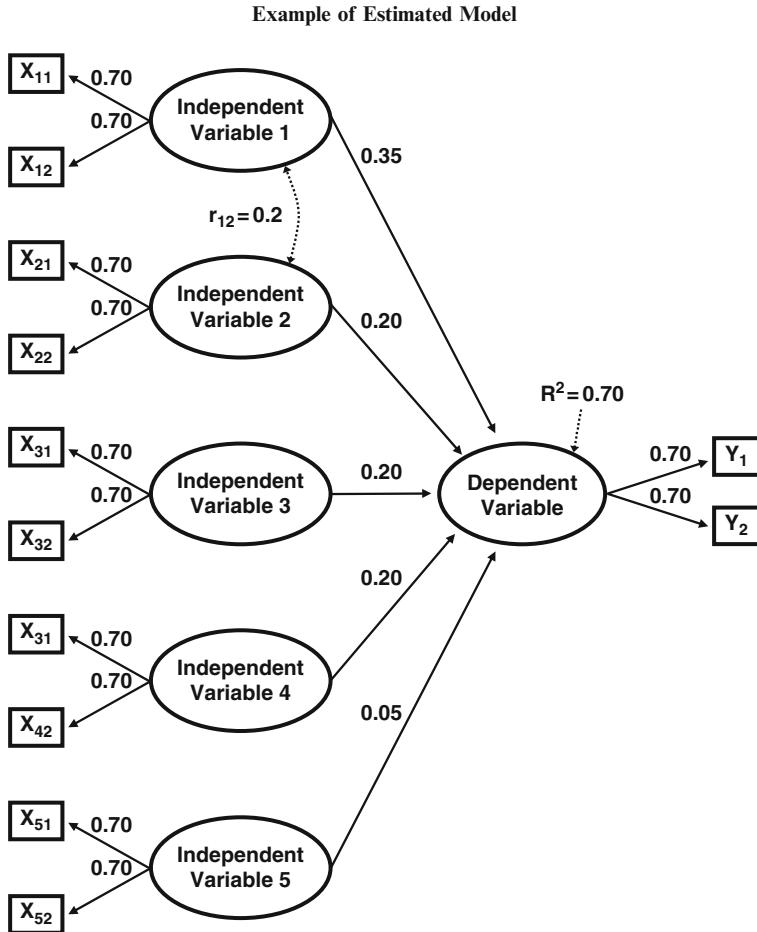 Example of Estimated Model
X11
0.70
0.70
X12
Independent
Variable 1
0.35
r12=0.2
X21
0.70
0.70
X22
Independent
Variable 2
0.20
R2=0.70
X31
0.70
0.70
X32
Independent
Variable 3
0.20
Dependent
Variable
0.70
0.70
Y1
Y2
X31
0.70
0.70
X42
Independent
Variable 4
0.20
X51
0.70
0.70
X52
Independent
Variable 5
0.05